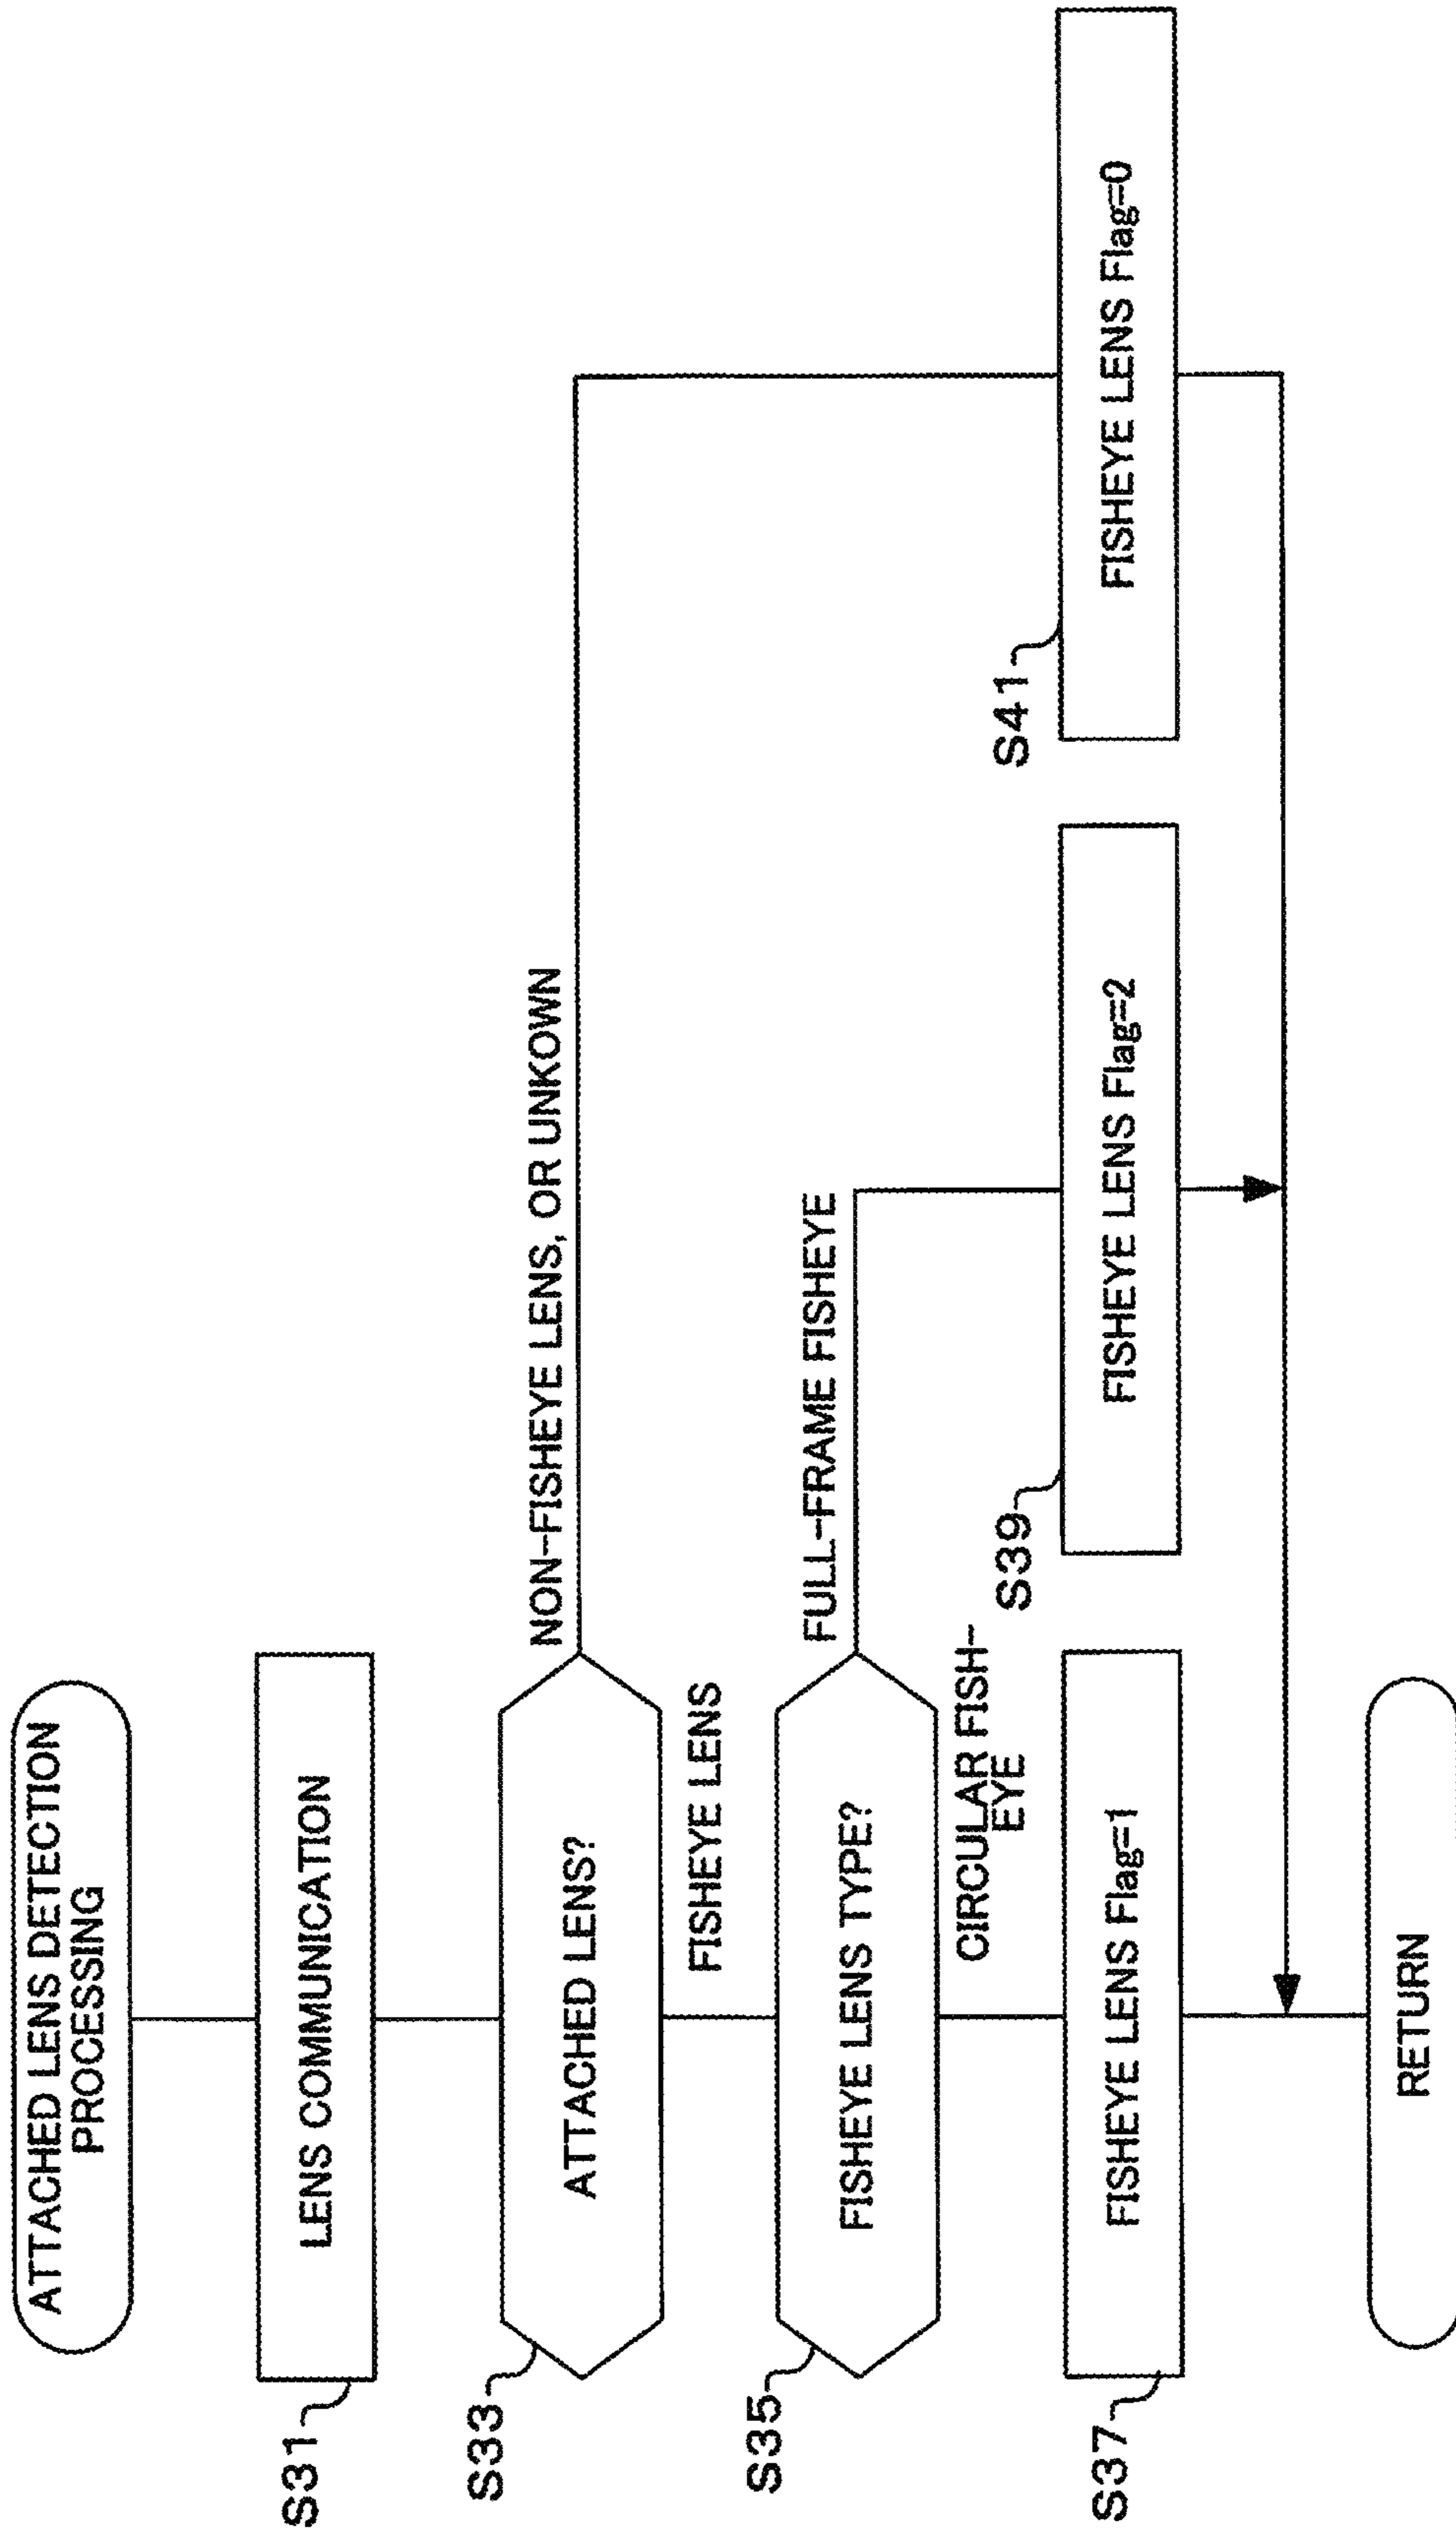 ATTACHED LENS DETECTION
PROCESSING
S31
LENS COMMUNICATION
S33
ATTACHED LENS?
NON-FISHEYE LENS, OR UNKOWN
FISHEYE LENS
S35
FISHEYE LENS TYPE?
FULL-FRAME FISHEYE
CIRCULAR FISH-
EYE
S37
FISHEYE LENS Flag=1
S39
FISHEYE LENS Flag=2
S41
FISHEYE LENS Flag=0
RETURN